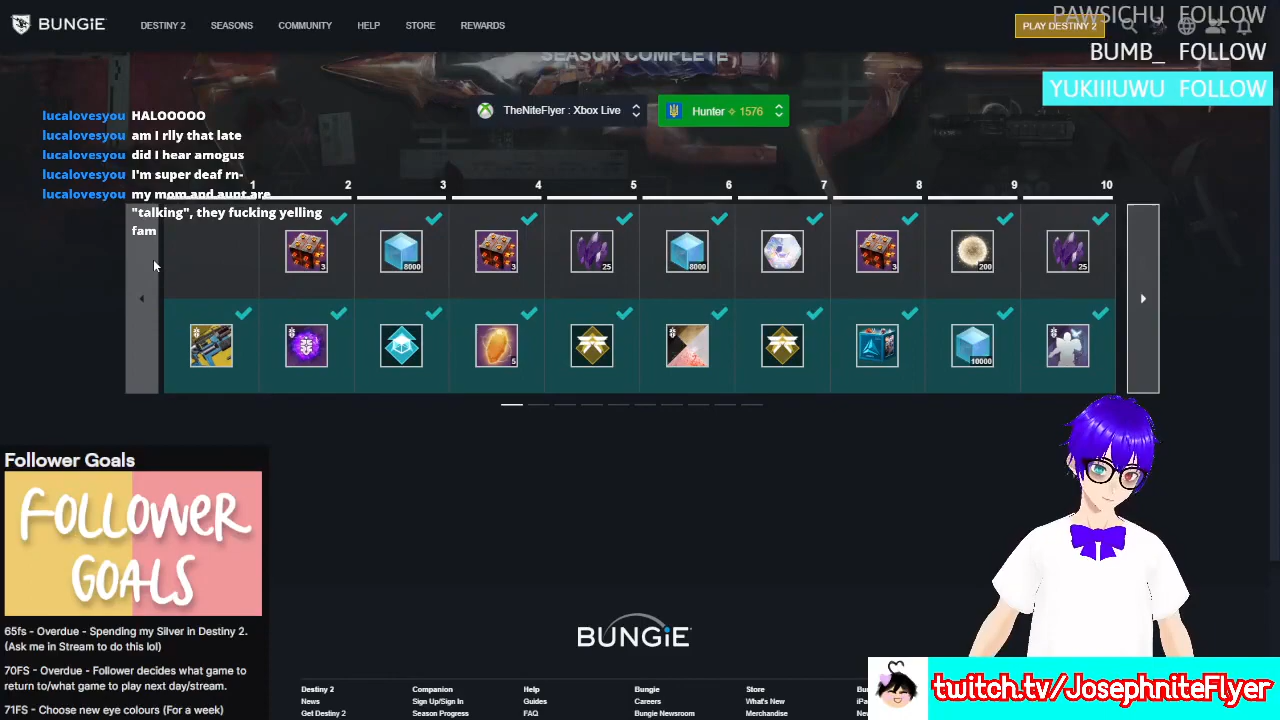 BUNGIE
DESTINY 2 SEASONS COMMUNITY HELP STORE REWARDS
PLAY DESTINY 2
PAWSICHU FOLLOW
BUMB_ FOLLOW
YUKIIIUWU FOLLOW
SEASON COMPLETE
TheNiteFlyer : Xbox Live
Hunter 1576
lucalovesyou HALOOOOO
lucalovesyou am I rlly that late
lucalovesyou did I hear amogus
lucalovesyou I'm super deaf rn-
lucalovesyou my mom and aunt are
"talking", they fucking yelling
fam
1 2 3 4 5 6 7 8 9 10
3 8000 3 25 8000 3 200 25
5 10000
Follower Goals
FOLLOWER
GOALS
65fs - Overdue - Spending my Silver in Destiny 2.
(Ask me in Stream to do this lol)
70FS - Overdue - Follower decides what game to
return to/what game to play next day/stream.
71FS - Choose new eye colours (For a week)
BUNGiE
Destiny 2 Companion Help Bungie Store
News Sign Up/Sign In Guides Careers What's New
Get Destiny 2 Season Progress FAQ Bungie Newsroom Merchandise
twitch.tv/JosephniteFlyer